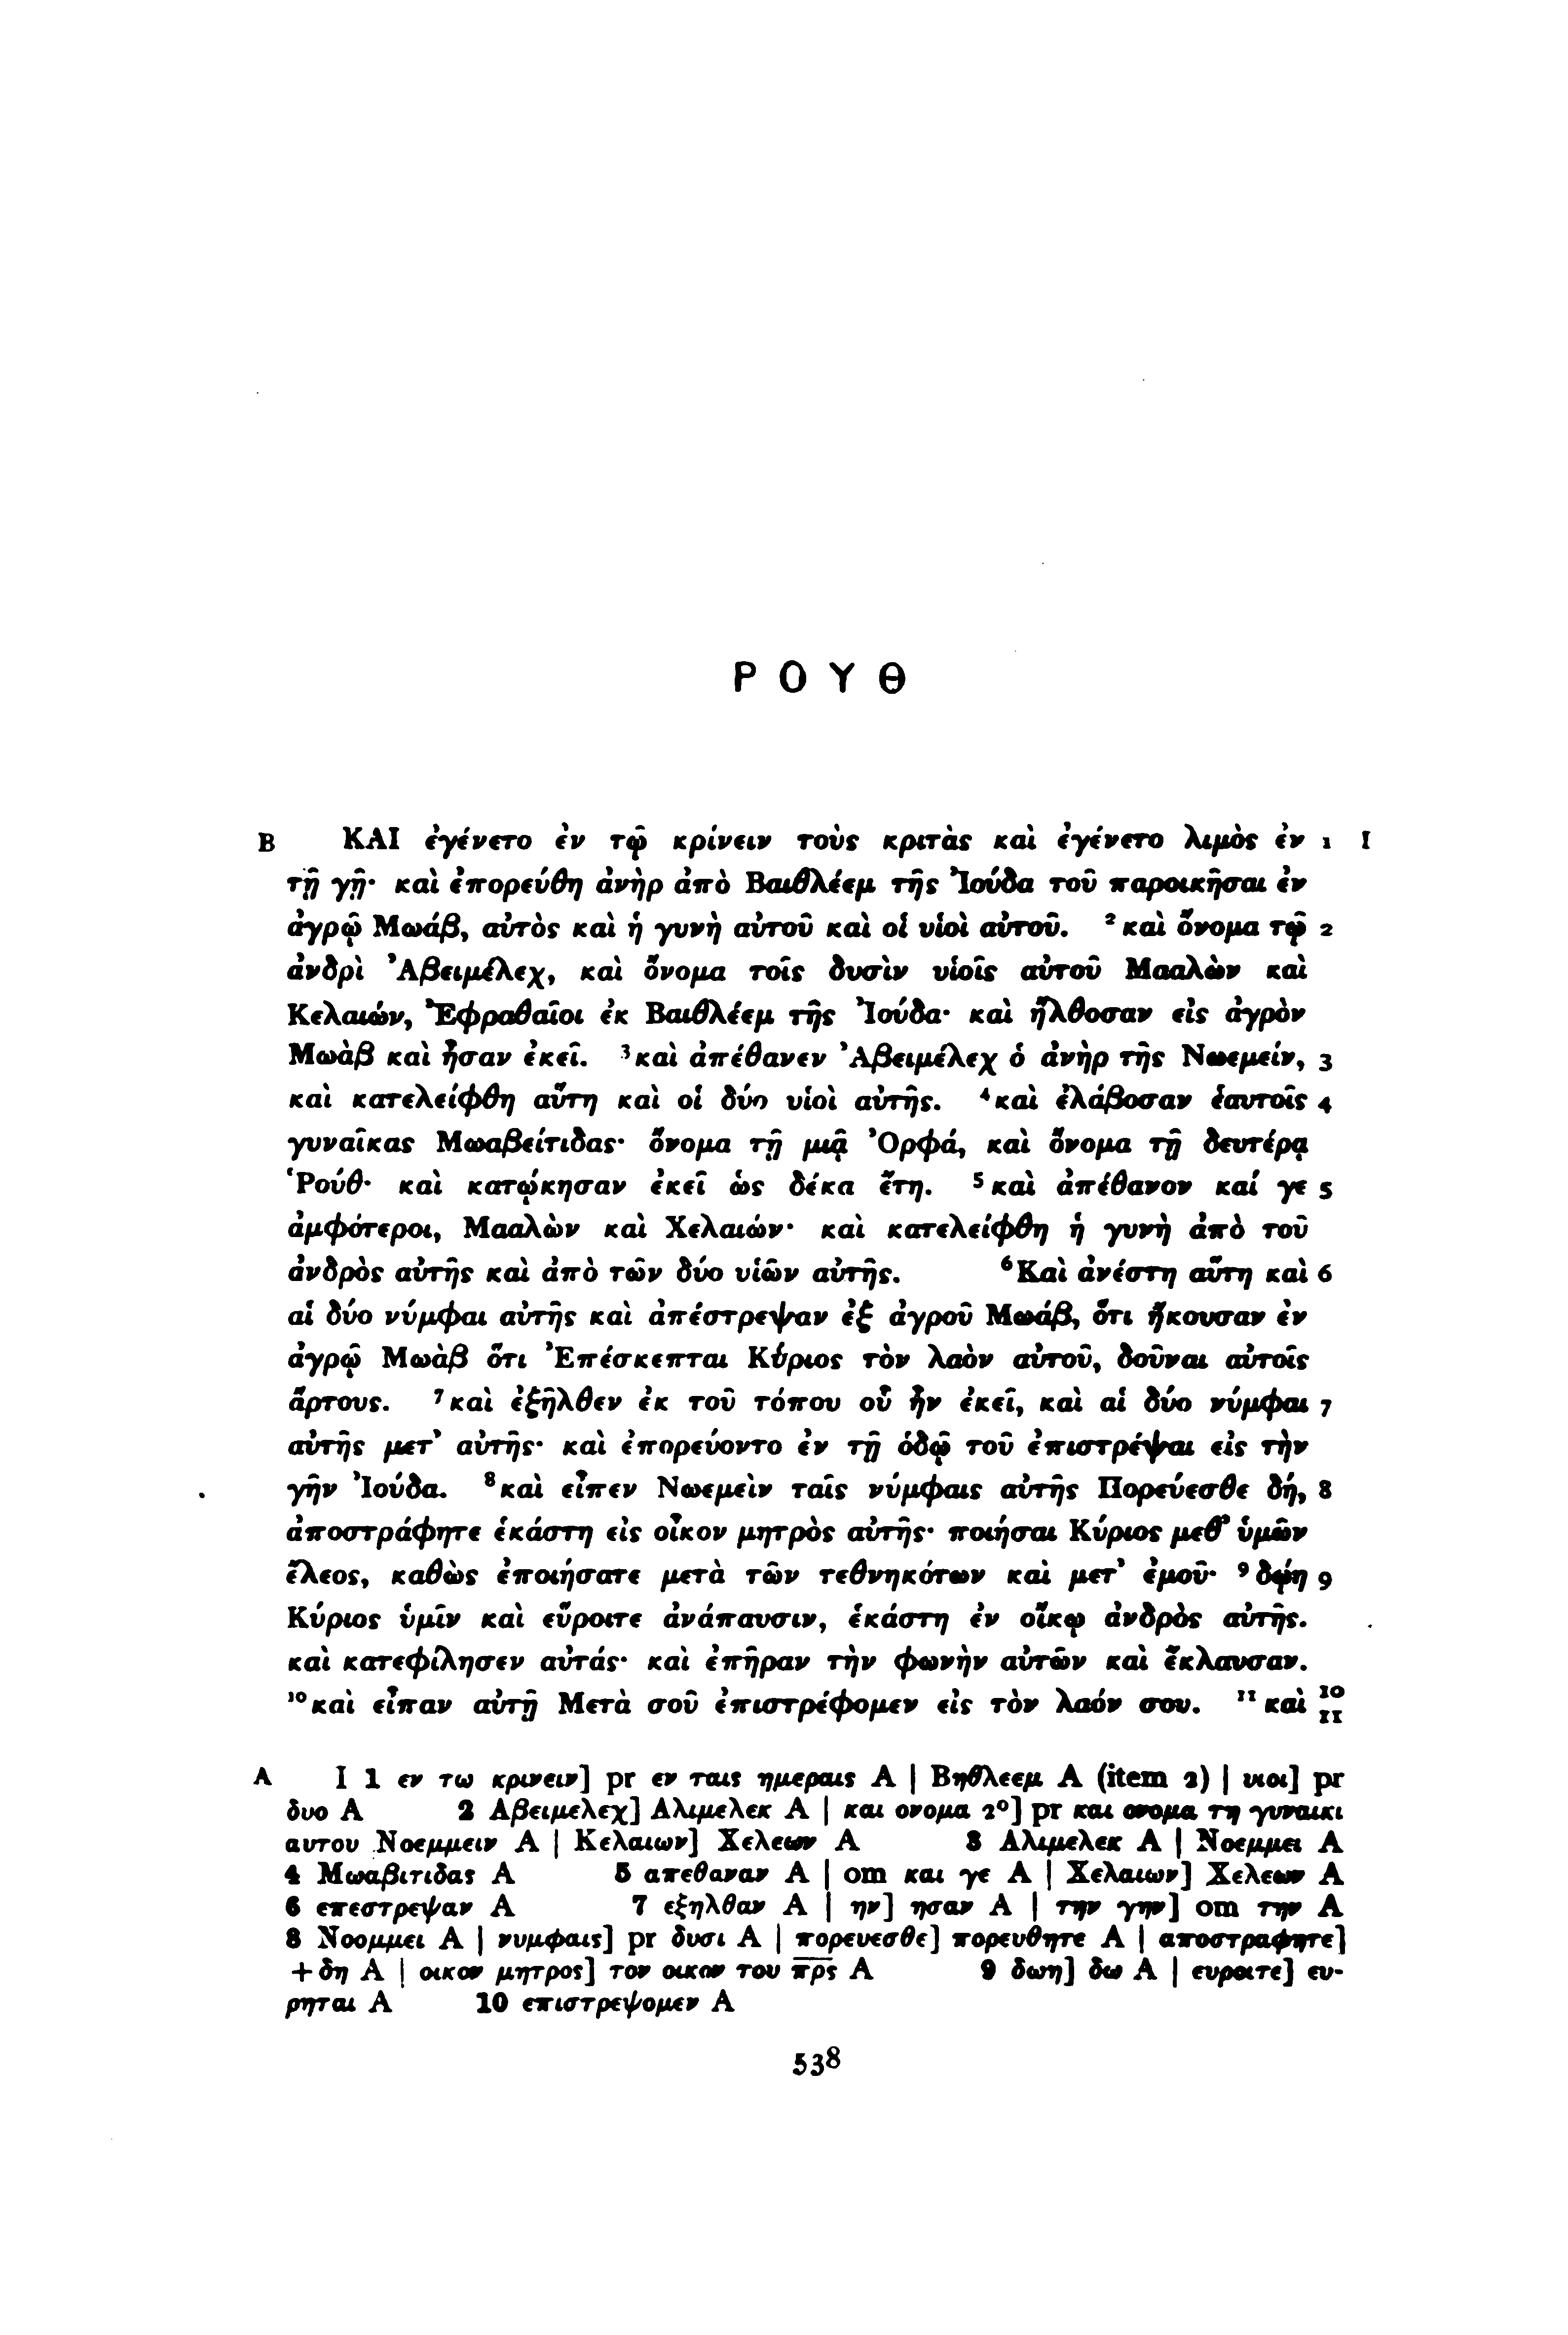 ΡΟΥΘ
B ΚΑΙ ἐγένετο ἐν τῷ κρίνειν τοὺς κριτὰς καὶ ἐγένετο λιμὸς ἐν 1 I
τῇ γῇ· καὶ ἐπορεύθη ἀνὴρ ἀπὸ Βαιθλέεμ τῆς Ἰούδα τοῦ παροικῆσαι ἐν
ἀγρῷ Μωάβ, αὐτὸς καὶ ἡ γυνὴ αὐτοῦ καὶ οἱ υἱοὶ αὐτοῦ. ²καὶ ὄνομα τῷ 2
ἀνδρὶ Ἀβειμέλεχ, καὶ ὄνομα τοῖς δυσὶν υἱοῖς αὐτοῦ Μααλὼν καὶ
Κελαιών, Ἐφραθαῖοι ἐκ Βαιθλέεμ τῆς Ἰούδα· καὶ ἤλθοσαν εἰς ἀγρὸν
Μωὰβ καὶ ἦσαν ἐκεῖ. ³καὶ ἀπέθανεν Ἀβειμέλεχ ὁ ἀνὴρ τῆς Νωεμείν, 3
καὶ κατελείφθη αὕτη καὶ οἱ δύο υἱοὶ αὐτῆς. ⁴καὶ ἐλάβοσαν ἑαυτοῖς 4
γυναῖκας Μωαβείτιδας· ὄνομα τῇ μιᾷ Ὀρφά, καὶ ὄνομα τῇ δευτέρᾳ
Ῥούθ· καὶ κατῴκησαν ἐκεῖ ὡς δέκα ἔτη. ⁵καὶ ἀπέθανον καί γε 5
ἀμφότεροι, Μααλὼν καὶ Χελαιών· καὶ κατελείφθη ἡ γυνὴ ἀπὸ τοῦ
ἀνδρὸς αὐτῆς καὶ ἀπὸ τῶν δύο υἱῶν αὐτῆς. ⁶Καὶ ἀνέστη αὕτη καὶ 6
αἱ δύο νύμφαι αὐτῆς καὶ ἀπέστρεψαν ἐξ ἀγροῦ Μωάβ, ὅτι ἤκουσαν ἐν
ἀγρῷ Μωὰβ ὅτι Ἐπέσκεπται Κύριος τὸν λαὸν αὐτοῦ, δοῦναι αὐτοῖς
ἄρτους. ⁷καὶ ἐξῆλθεν ἐκ τοῦ τόπου οὗ ἦν ἐκεῖ, καὶ αἱ δύο νύμφαι 7
αὐτῆς μετ' αὐτῆς· καὶ ἐπορεύοντο ἐν τῇ ὁδῷ τοῦ ἐπιστρέψαι εἰς τὴν
γῆν Ἰούδα. ⁸καὶ εἶπεν Νωεμεὶν ταῖς νύμφαις αὐτῆς Πορεύεσθε δή, 8
ἀποστράφητε ἑκάστη εἰς οἶκον μητρὸς αὐτῆς· ποιήσαι Κύριος μεθ' ὑμῶν
ἔλεος, καθὼς ἐποιήσατε μετὰ τῶν τεθνηκότων καὶ μετ' ἐμοῦ· ⁹δῴη 9
Κύριος ὑμῖν καὶ εὕροιτε ἀνάπαυσιν, ἑκάστη ἐν οἴκῳ ἀνδρὸς αὐτῆς.
καὶ κατεφίλησεν αὐτάς· καὶ ἐπῆραν τὴν φωνὴν αὐτῶν καὶ ἔκλαυσαν.
¹⁰καὶ εἶπαν αὐτῇ Μετὰ σοῦ ἐπιστρέφομεν εἰς τὸν λαόν σου. ¹¹καὶ 10 11
A I 1 εν τω κρινειν] pr εν ταις ημεραις A | Βηθλεεμ A (item 2) | υιοι] pr
δυο A 2 Αβειμελεχ] Αλιμελεκ A | και ονομα 2°] pr και ονομα τη γυναικι
αυτου Νοεμμειν A | Κελαιων] Χελεων A 3 Αλιμελεκ A | Νοεμμει A
4 Μωαβιτιδας A 5 απεθαναν A | om και γε A | Χελαιων] Χελεων A
6 επεστρεψαν A 7 εξηλθαν A | ην] ησαν A | την γην] om την A
8 Νοομμει A | νυμφαις] pr δυσι A | πορευεσθε] πορευθητε A | αποστραφητε]
+ δη A | οικον μητρος] τον οικον του π̅ρ̅ς̅ A 9 δωη] δω A | ευροιτε] ευ-
ρηται A 10 επιστρεψομεν A
538